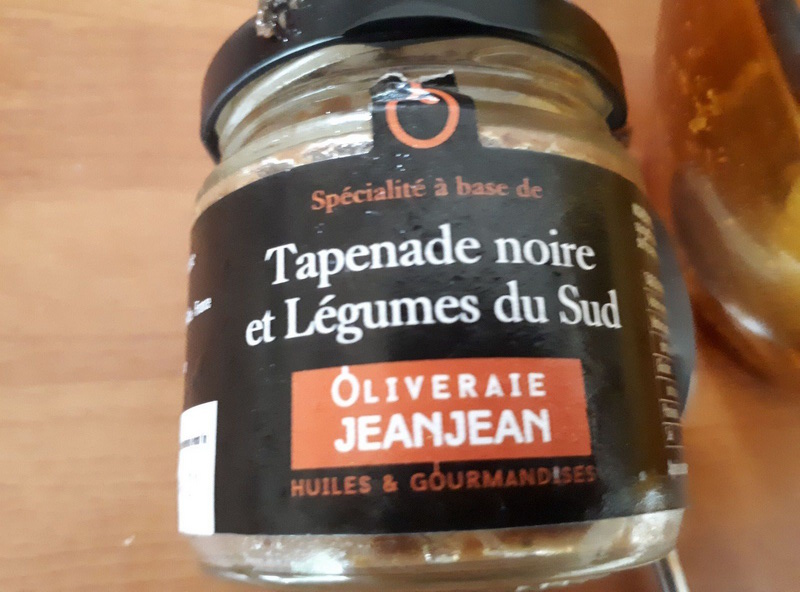 Spécialité à base de
Tapenade noire
et Légumes du Sud
OLIVERAIE
JEANJEAN
HUILES & GOURMANDISES